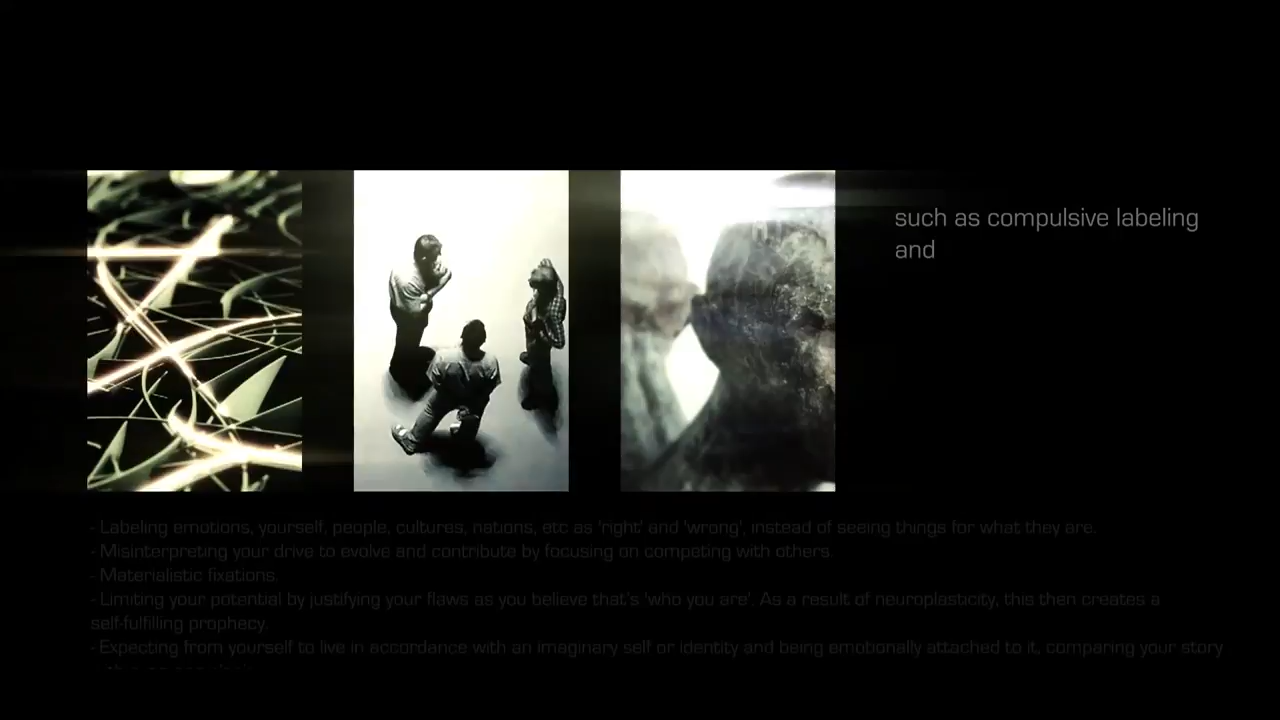 such as compulsive labeling
and
- Labeling emotions, yourself, people, cultures, nations, etc as 'right' and 'wrong', instead of seeing things for what they are.
- Misinterpreting your drive to evolve and contribute by focusing on competing with others.
- Materialistic fixations.
- Limiting your potential by justifying your flaws as you believe that's 'who you are'. As a result of neuroplasticity, this then creates a
self-fulfilling prophecy.
- Expecting from yourself to live in accordance with an imaginary self or identity and being emotionally attached to it, comparing your story